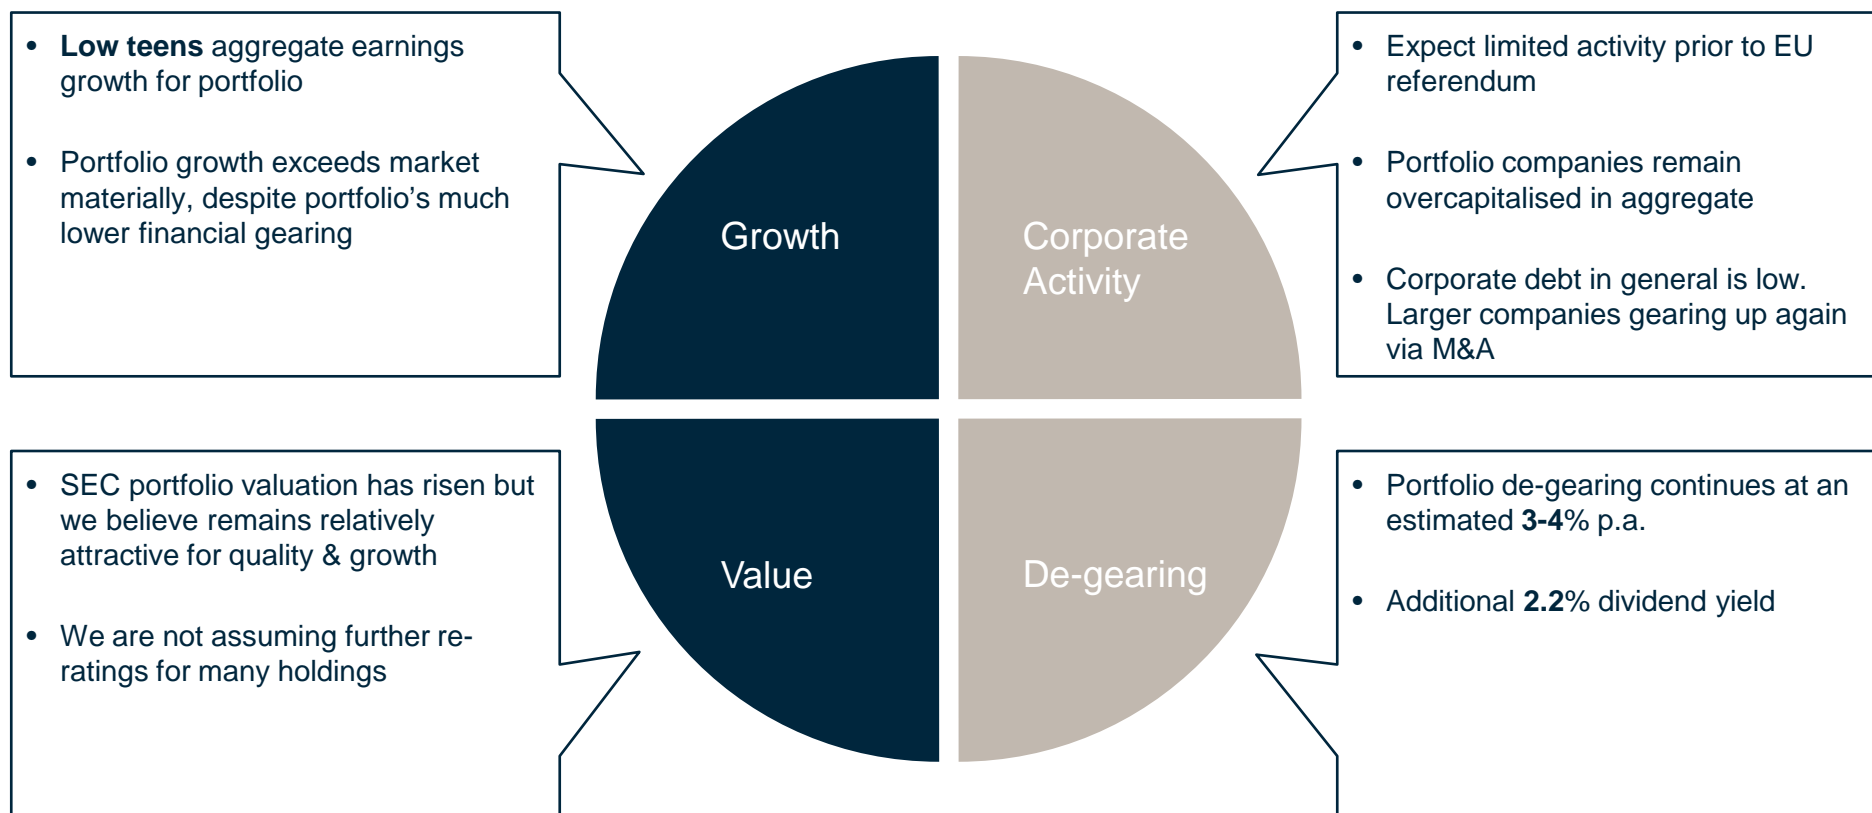 • Low teens aggregate earnings
growth for portfolio
• Portfolio growth exceeds market
materially, despite portfolio’s much
lower financial gearing
Growth
Corporate
Activity
• Expect limited activity prior to EU
referendum
• Portfolio companies remain
overcapitalised in aggregate
• Corporate debt in general is low.
Larger companies gearing up again
via M&A
• SEC portfolio valuation has risen but
we believe remains relatively
attractive for quality & growth
• We are not assuming further re-
ratings for many holdings
Value
De-gearing
• Portfolio de-gearing continues at an
estimated 3-4% p.a.
• Additional 2.2% dividend yield